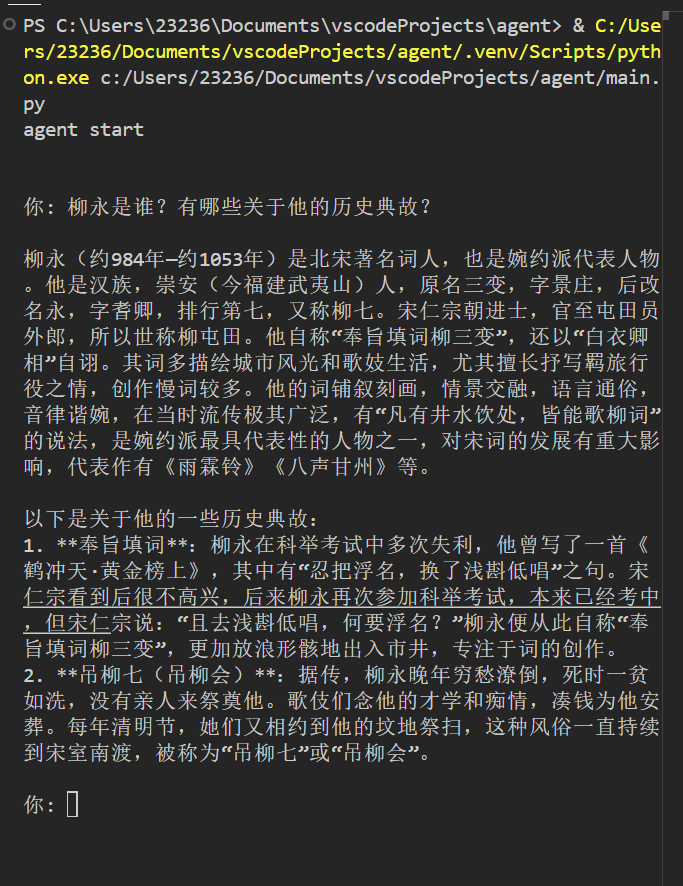 PS C:\Users\23236\Documents\vscodeProjects\agent> & C:/Use
rs/23236/Documents/vscodeProjects/agent/.venv/Scripts/pyth
on.exe c:/Users/23236/Documents/vscodeProjects/agent/main.
py
agent start
你: 柳永是谁？有哪些关于他的历史典故？
柳永（约984年—约1053年）是北宋著名词人，也是婉约派代表人物
。他是汉族，崇安（今福建武夷山）人，原名三变，字景庄，后改
名永，字耆卿，排行第七，又称柳七。宋仁宗朝进士，官至屯田员
外郎，所以世称柳屯田。他自称“奉旨填词柳三变”，还以“白衣卿
相”自诩。其词多描绘城市风光和歌妓生活，尤其擅长抒写羁旅行
役之情，创作慢词较多。他的词铺叙刻画，情景交融，语言通俗，
音律谐婉，在当时流传极其广泛，有“凡有井水饮处，皆能歌柳词”
的说法，是婉约派最具代表性的人物之一，对宋词的发展有重大影
响，代表作有《雨霖铃》《八声甘州》等。
以下是关于他的一些历史典故：
1. **奉旨填词**：柳永在科举考试中多次失利，他曾写了一首《
鹤冲天·黄金榜上》，其中有“忍把浮名，换了浅斟低唱”之句。宋
仁宗看到后很不高兴，后来柳永再次参加科举考试，本来已经考中
，但宋仁宗说：“且去浅斟低唱，何要浮名？”柳永便从此自称“奉
旨填词柳三变”，更加放浪形骸地出入市井，专注于词的创作。
2. **吊柳七（吊柳会）**：据传，柳永晚年穷愁潦倒，死时一贫
如洗，没有亲人来祭奠他。歌伎们念他的才学和痴情，凑钱为他安
葬。每年清明节，她们又相约到他的坟地祭扫，这种风俗一直持续
到宋室南渡，被称为“吊柳七”或“吊柳会”。
你: